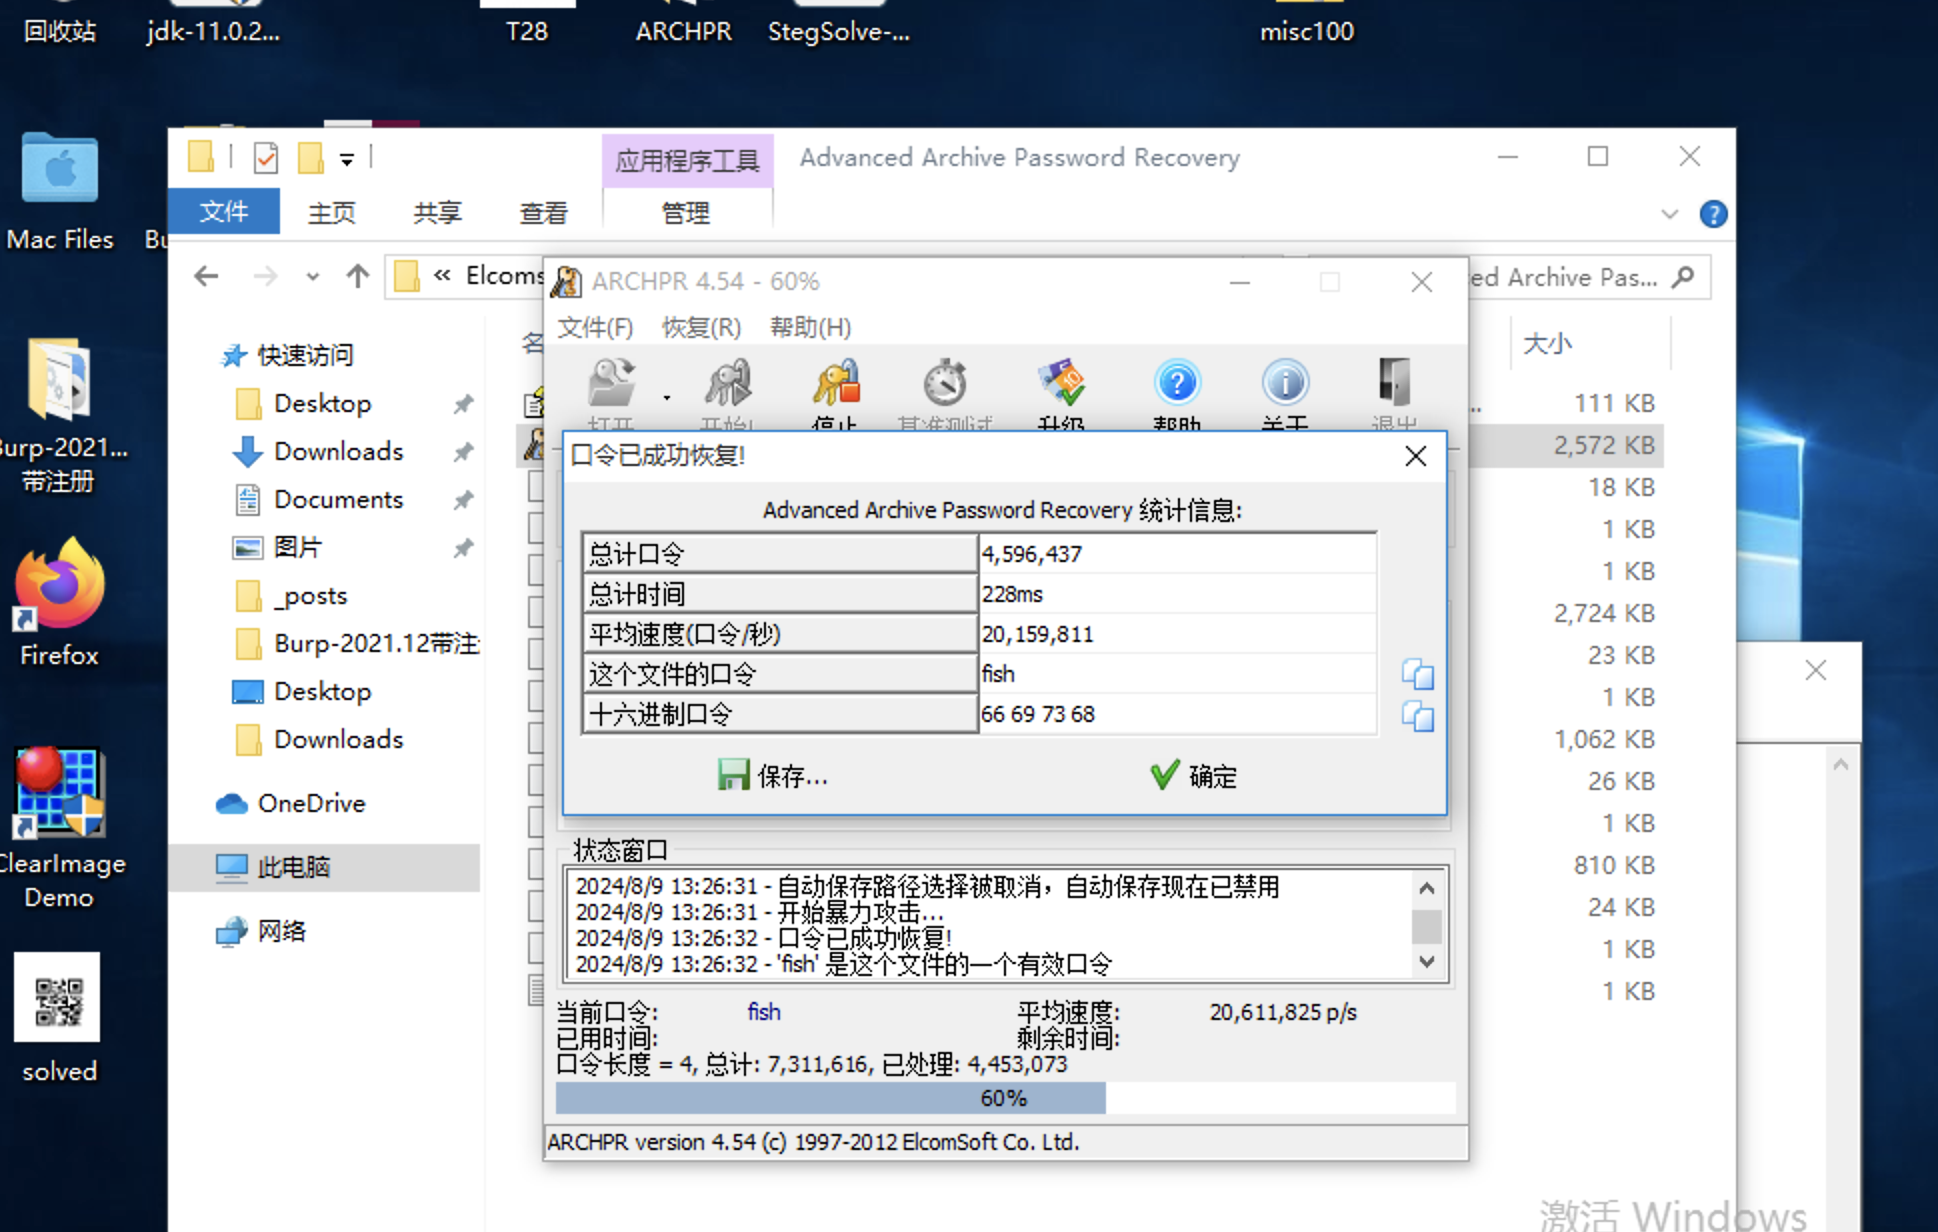 回收站
jdk-11.0.2...
T28
ARCHPR
StegSolve-...
misc100
Mac Files
Bu
Burp-2021...
带注册
Firefox
ClearImage
Demo
solved
应用程序工具
Advanced Archive Password Recovery
文件
主页
共享
查看
管理
« Elcoms
ed Archive Pas...
快速访问
Desktop
Downloads
Documents
图片
_posts
Burp-2021.12带注
Desktop
Downloads
OneDrive
此电脑
网络
名
大小
111 KB
2,572 KB
18 KB
1 KB
1 KB
2,724 KB
23 KB
1 KB
1,062 KB
26 KB
1 KB
810 KB
24 KB
1 KB
1 KB
ARCHPR 4.54 - 60%
文件(F)
恢复(R)
帮助(H)
打开
开始!
停止
基准测试
升级
帮助
关于
退出
口令已成功恢复!
Advanced Archive Password Recovery 统计信息:
总计口令 4,596,437
总计时间 228ms
平均速度(口令/秒) 20,159,811
这个文件的口令 fish
十六进制口令 66 69 73 68
保存...
确定
状态窗口
2024/8/9 13:26:31 - 自动保存路径选择被取消，自动保存现在已禁用
2024/8/9 13:26:31 - 开始暴力攻击...
2024/8/9 13:26:32 - 口令已成功恢复!
2024/8/9 13:26:32 - 'fish' 是这个文件的一个有效口令
当前口令: fish 平均速度: 20,611,825 p/s
已用时间: 剩余时间:
口令长度 = 4, 总计: 7,311,616, 已处理: 4,453,073
60%
ARCHPR version 4.54 (c) 1997-2012 ElcomSoft Co. Ltd.
激活 Windows